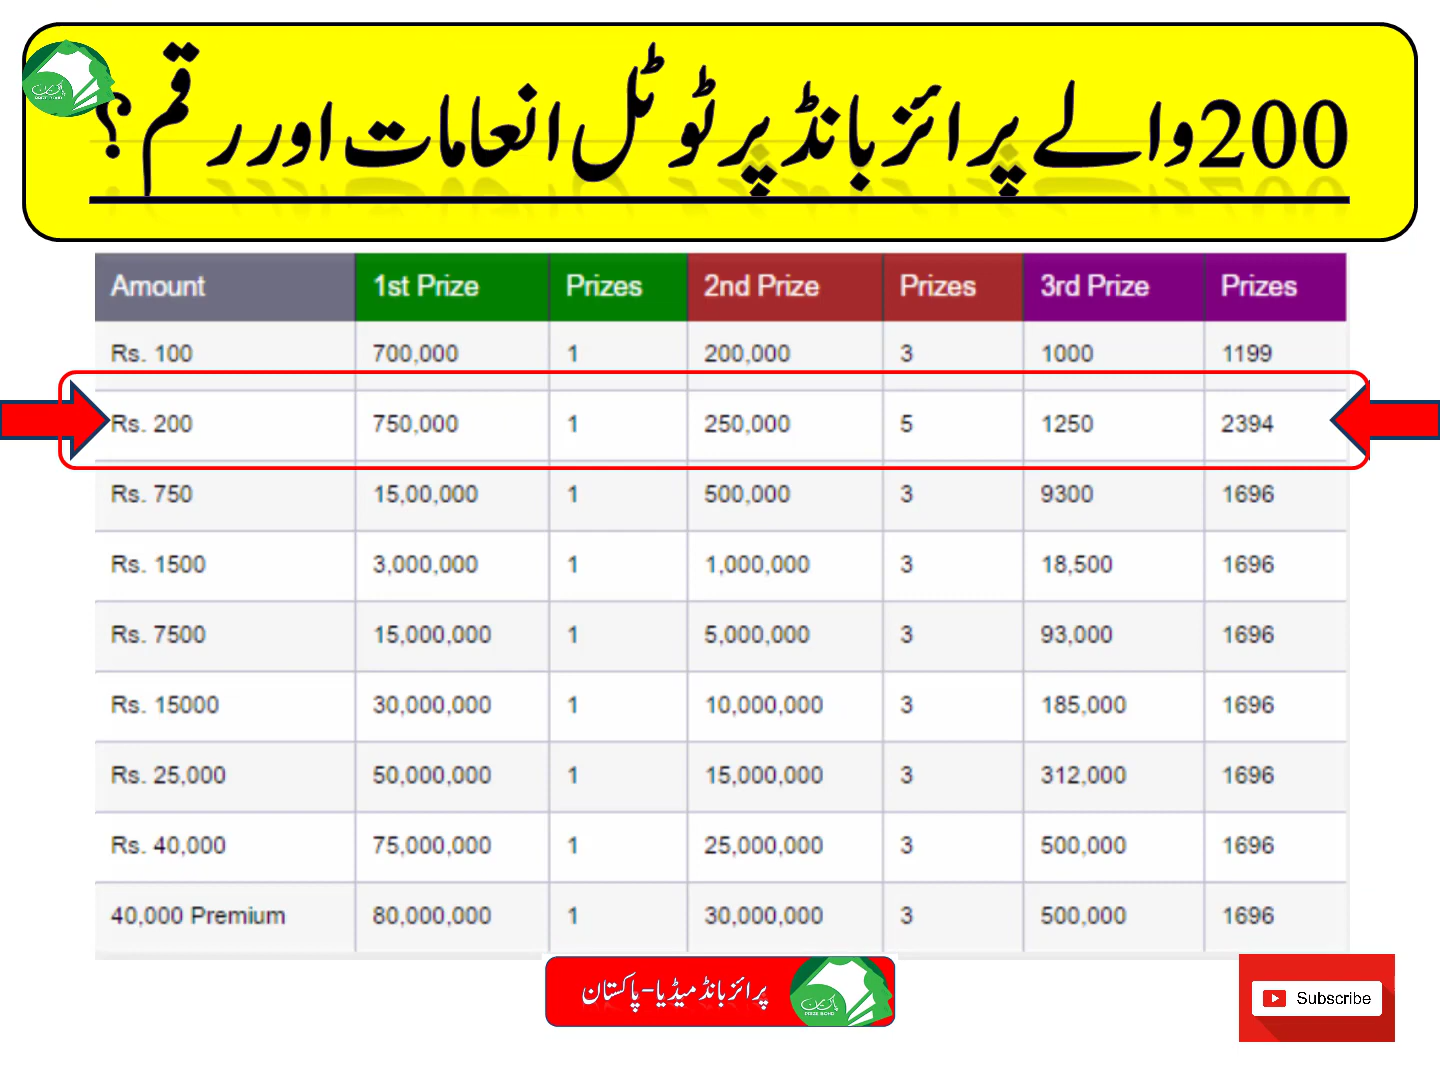 200 والے پرائز بانڈ پر ٹوٹل انعامات اور رقم؟
Amount 1st Prize Prizes 2nd Prize Prizes 3rd Prize Prizes
Rs. 100 700,000 1 200,000 3 1000 1199
Rs. 200 750,000 1 250,000 5 1250 2394
Rs. 750 15,00,000 1 500,000 3 9300 1696
Rs. 1500 3,000,000 1 1,000,000 3 18,500 1696
Rs. 7500 15,000,000 1 5,000,000 3 93,000 1696
Rs. 15000 30,000,000 1 10,000,000 3 185,000 1696
Rs. 25,000 50,000,000 1 15,000,000 3 312,000 1696
Rs. 40,000 75,000,000 1 25,000,000 3 500,000 1696
40,000 Premium 80,000,000 1 30,000,000 3 500,000 1696
پرائز بانڈ میڈیا-پاکستان
Subscribe